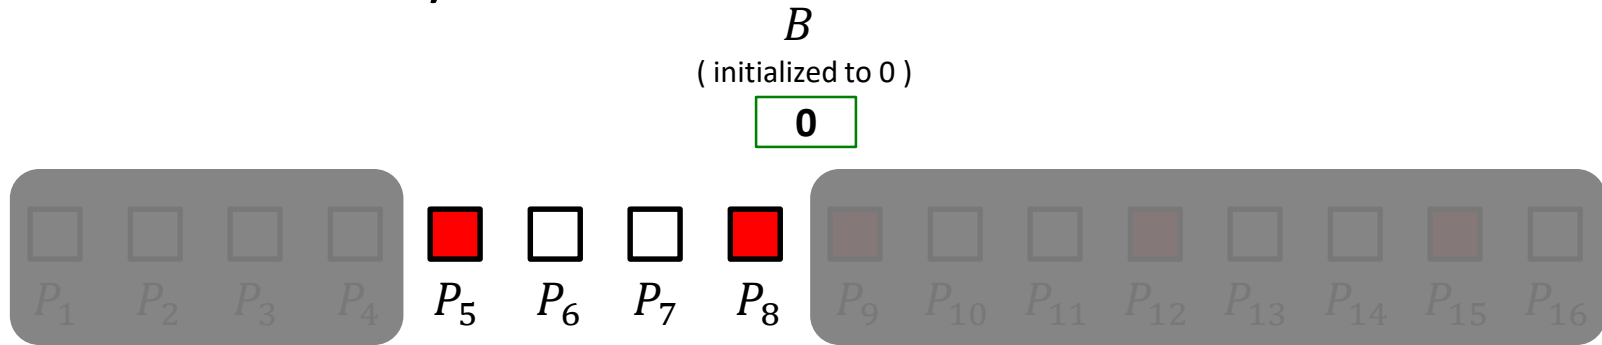 B
( initialized to 0 )
0
P₁ P₂ P₃ P₄ P₅ P₆ P₇ P₈ P₉ P₁₀ P₁₁ P₁₂ P₁₃ P₁₄ P₁₅ P₁₆